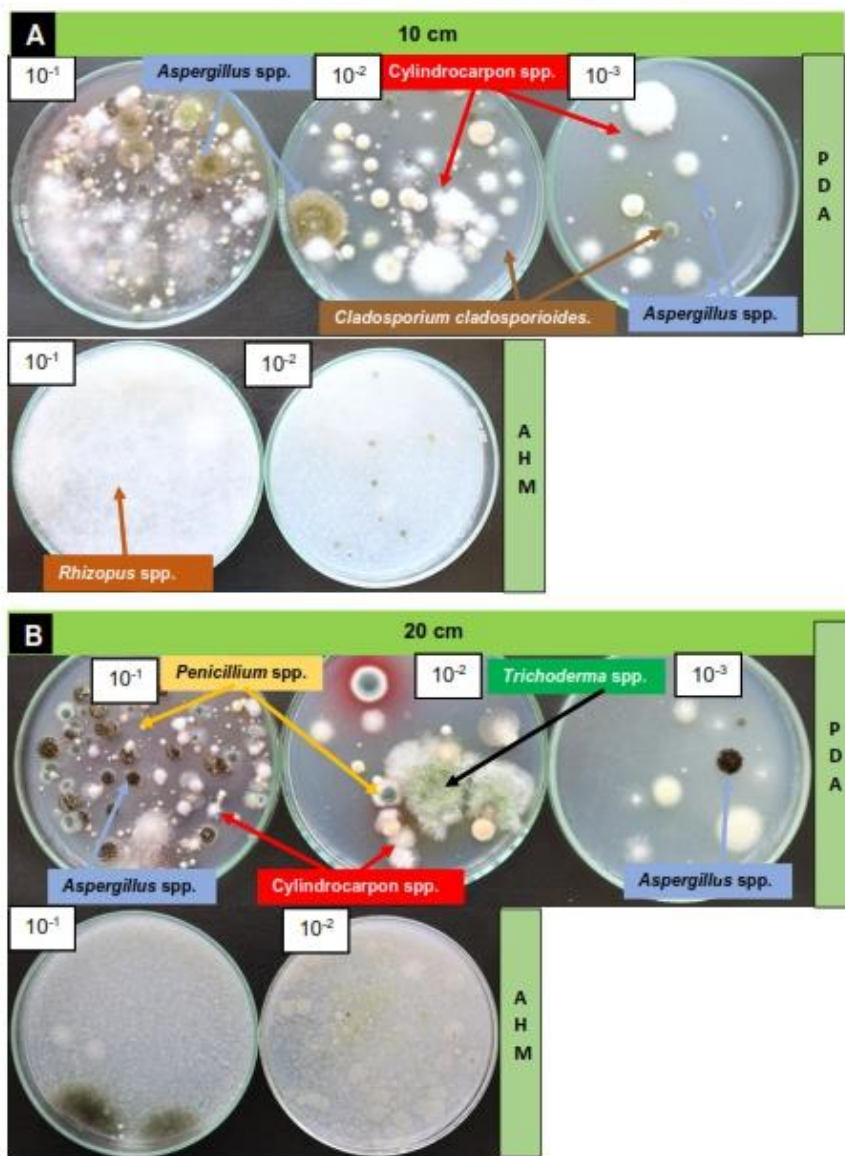 A
10 cm
10⁻¹
Aspergillus spp.
10⁻²
Cylindrocarpon spp.
10⁻³
P
D
A
Cladosporium cladosporioides.
Aspergillus spp.
10⁻¹
10⁻²
A
H
M
Rhizopus spp.
B
20 cm
10⁻¹
Penicillium spp.
10⁻²
Trichoderma spp.
10⁻³
P
D
A
Aspergillus spp.
Cylindrocarpon spp.
Aspergillus spp.
10⁻¹
10⁻²
A
H
M